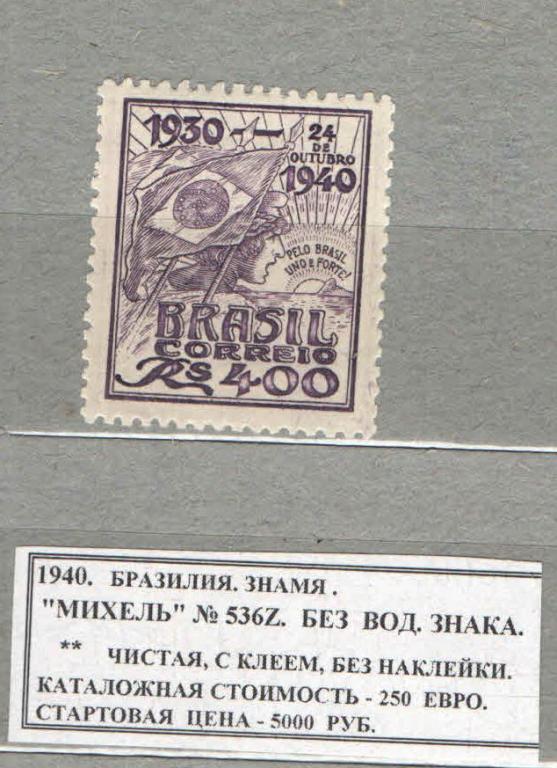 1930 — 24
DE
OUTUBRO
1940
PELO BRASIL
UNO E FORTE!
BRASIL
CORREIO
RS 400
1940. БРАЗИЛИЯ. ЗНАМЯ .
"МИХЕЛЬ" № 536Z. БЕЗ ВОД. ЗНАКА.
** ЧИСТАЯ, С КЛЕЕМ, БЕЗ НАКЛЕЙКИ.
КАТАЛОЖНАЯ СТОИМОСТЬ - 250 ЕВРО.
СТАРТОВАЯ ЦЕНА - 5000 РУБ.